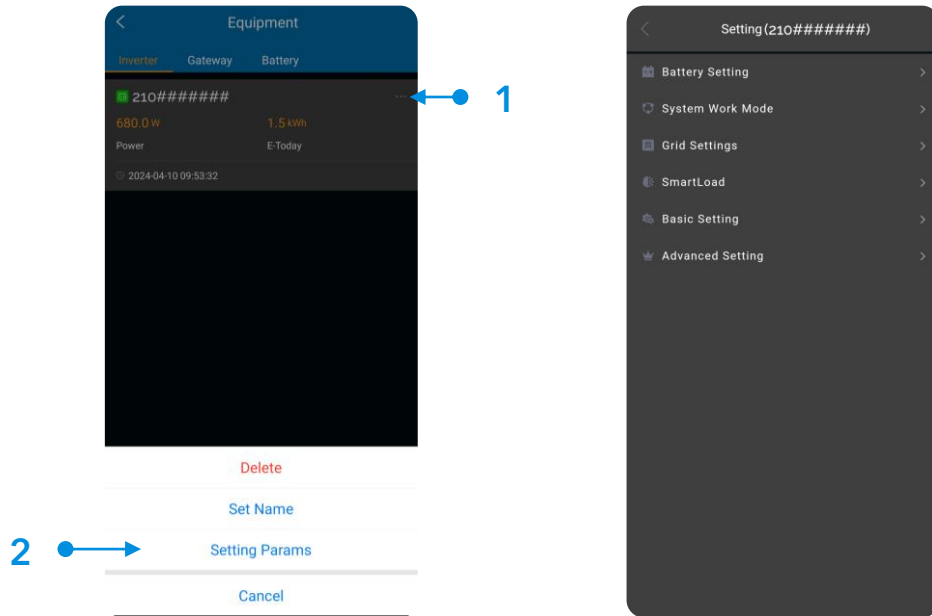 Equipment
Inverter Gateway Battery
210#######
680.0 W 1.5 kWh
Power E-Today
2024-04-10 09:53:32
Delete
Set Name
Setting Params
Cancel
1
2
Setting (210#######)
Battery Setting
System Work Mode
Grid Settings
SmartLoad
Basic Setting
Advanced Setting